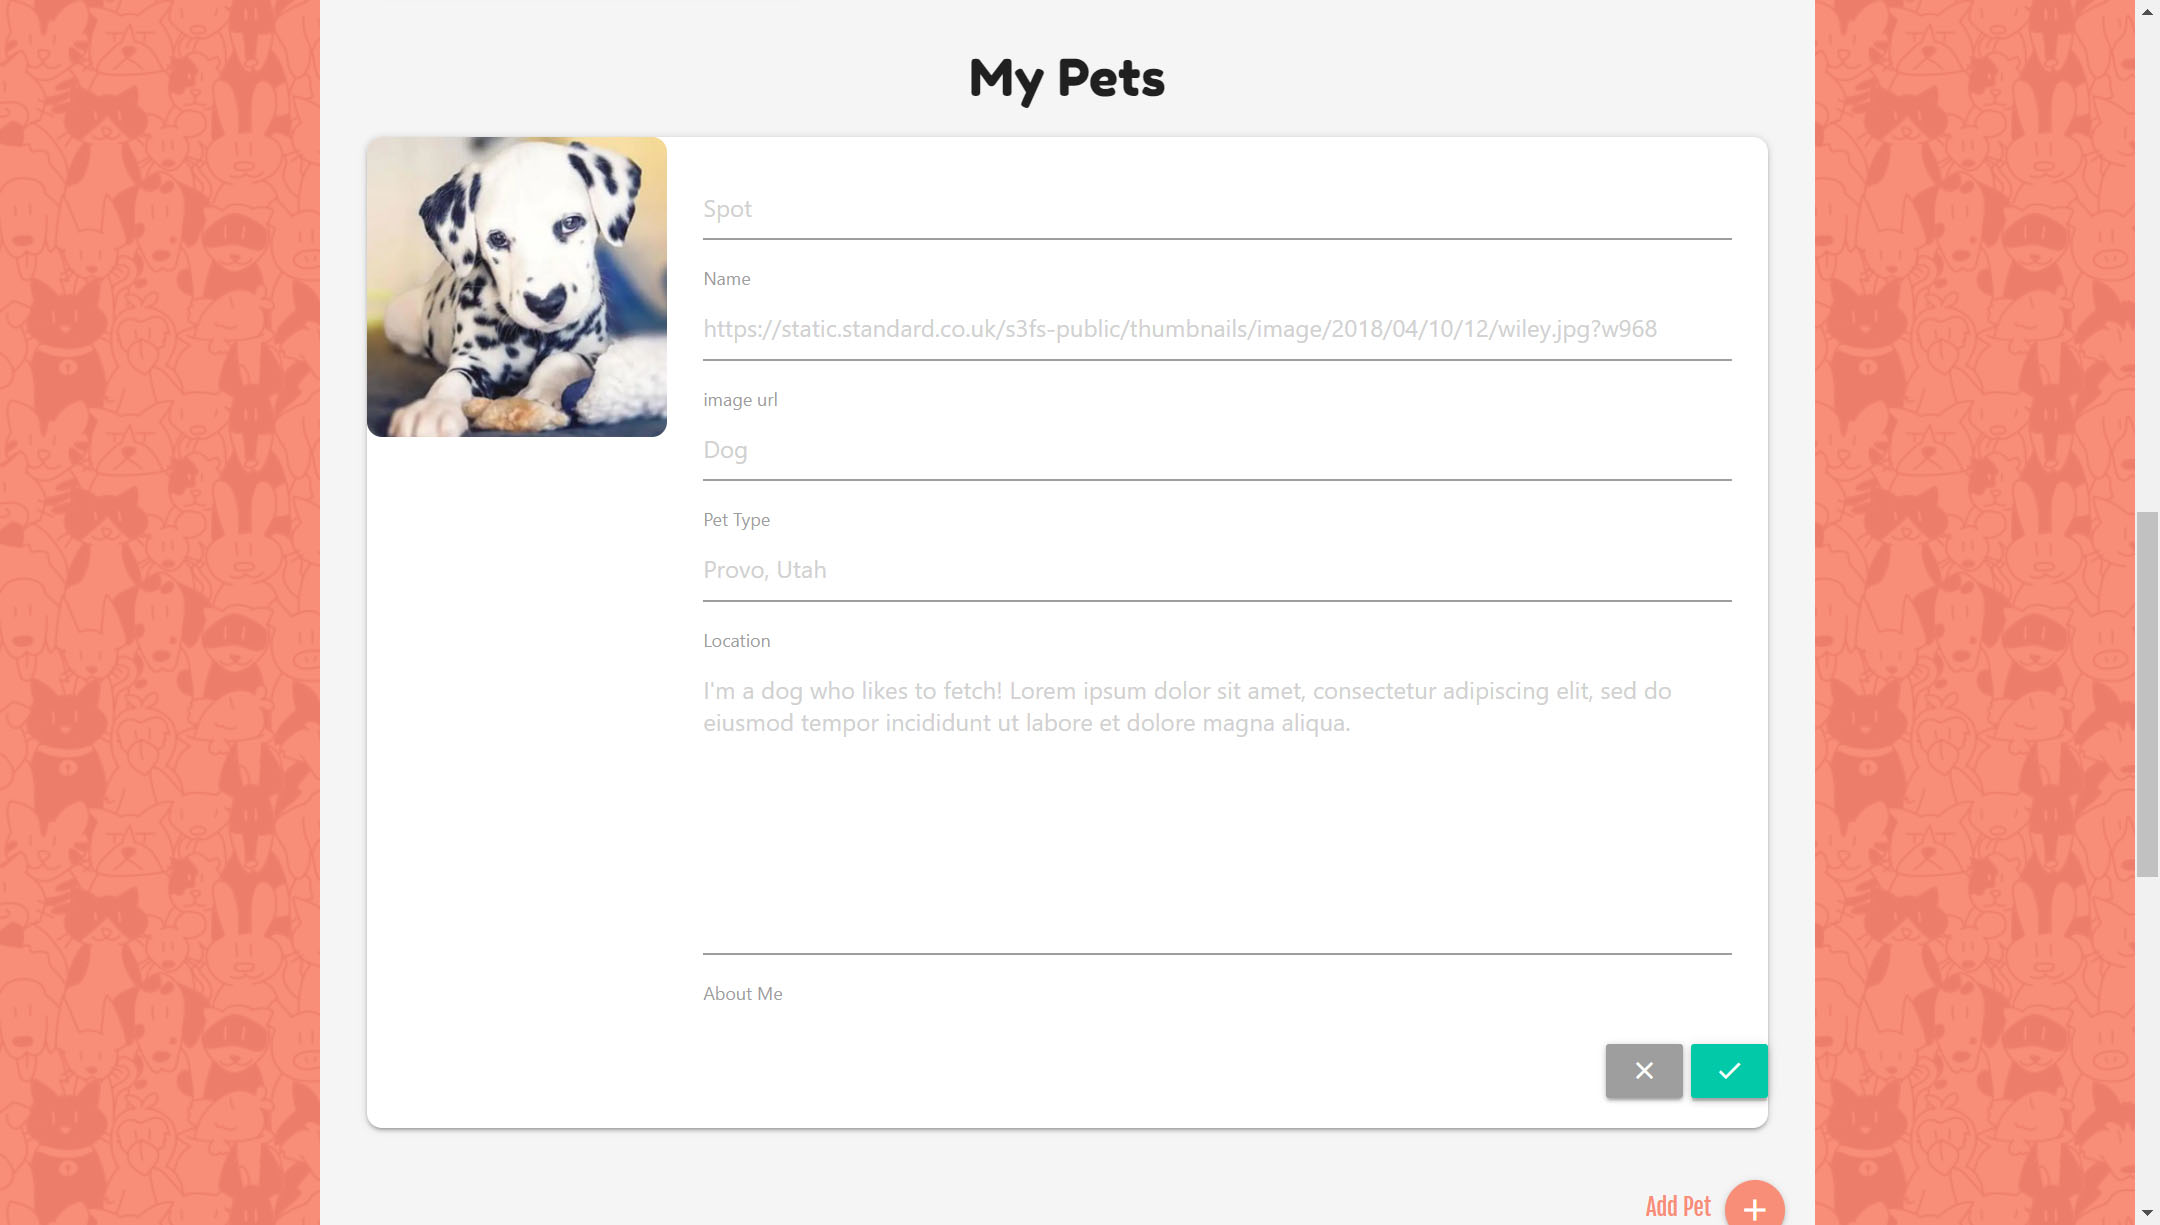 My Pets
Spot
Name
https://static.standard.co.uk/s3fs-public/thumbnails/image/2018/04/10/12/wiley.jpg?w968
image url
Dog
Pet Type
Provo, Utah
Location
I'm a dog who likes to fetch! Lorem ipsum dolor sit amet, consectetur adipiscing elit, sed do
eiusmod tempor incididunt ut labore et dolore magna aliqua.
About Me
Add Pet